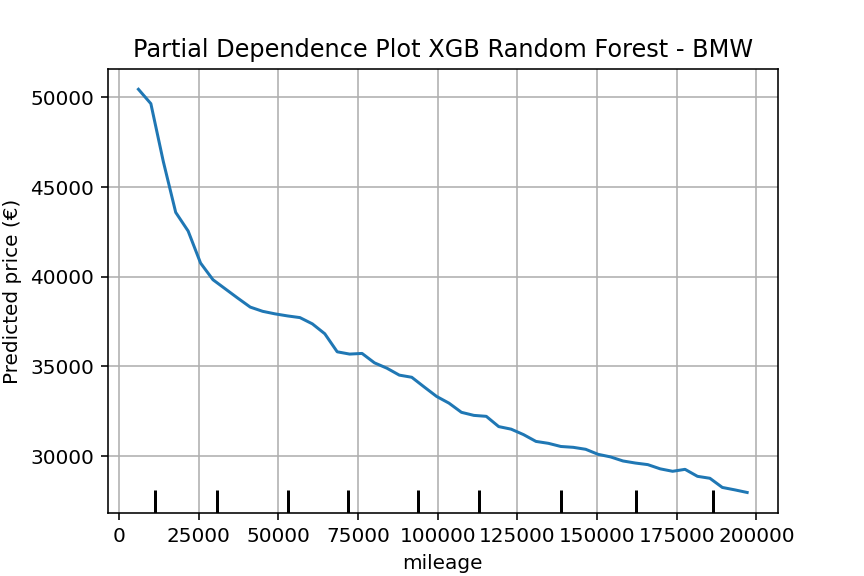 Partial Dependence Plot XGB Random Forest - BMW
Predicted price (€)
50000
45000
40000
35000
30000
0 25000 50000 75000 100000 125000 150000 175000 200000
mileage